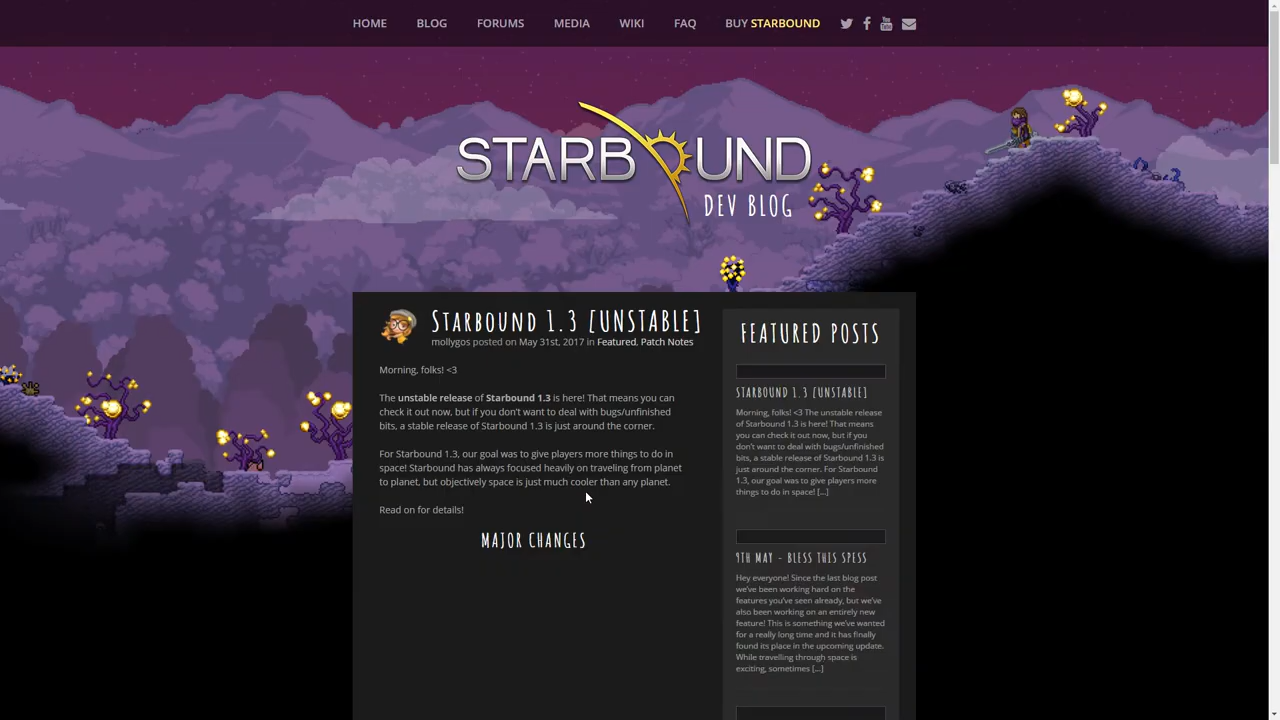 HOME BLOG FORUMS MEDIA WIKI FAQ BUY STARBOUND
STARBOUND
DEV BLOG
Starbound 1.3 [UNSTABLE]
mollygos posted on May 31st, 2017 in Featured, Patch Notes
Morning, folks! <3
The unstable release of Starbound 1.3 is here! That means you can
check it out now, but if you don’t want to deal with bugs/unfinished
bits, a stable release of Starbound 1.3 is just around the corner.
For Starbound 1.3, our goal was to give players more things to do in
space! Starbound has always focused heavily on traveling from planet
to planet, but objectively space is just much cooler than any planet.
Read on for details!
MAJOR CHANGES
FEATURED POSTS
STARBOUND 1.3 [UNSTABLE]
Morning, folks! <3 The unstable release
of Starbound 1.3 is here! That means
you can check it out now, but if you
don’t want to deal with bugs/unfinished
bits, a stable release of Starbound 1.3 is
just around the corner. For Starbound
1.3, our goal was to give players more
things to do in space! [...]
9TH MAY – BLESS THIS SPESS
Hey everyone! Since the last blog post
we’ve been working hard on the
features you’ve seen already, but we’ve
also been working on an entirely new
feature! This is something we’ve wanted
for a really long time and it has finally
found its place in the upcoming update.
While travelling through space is
exciting, sometimes [...]